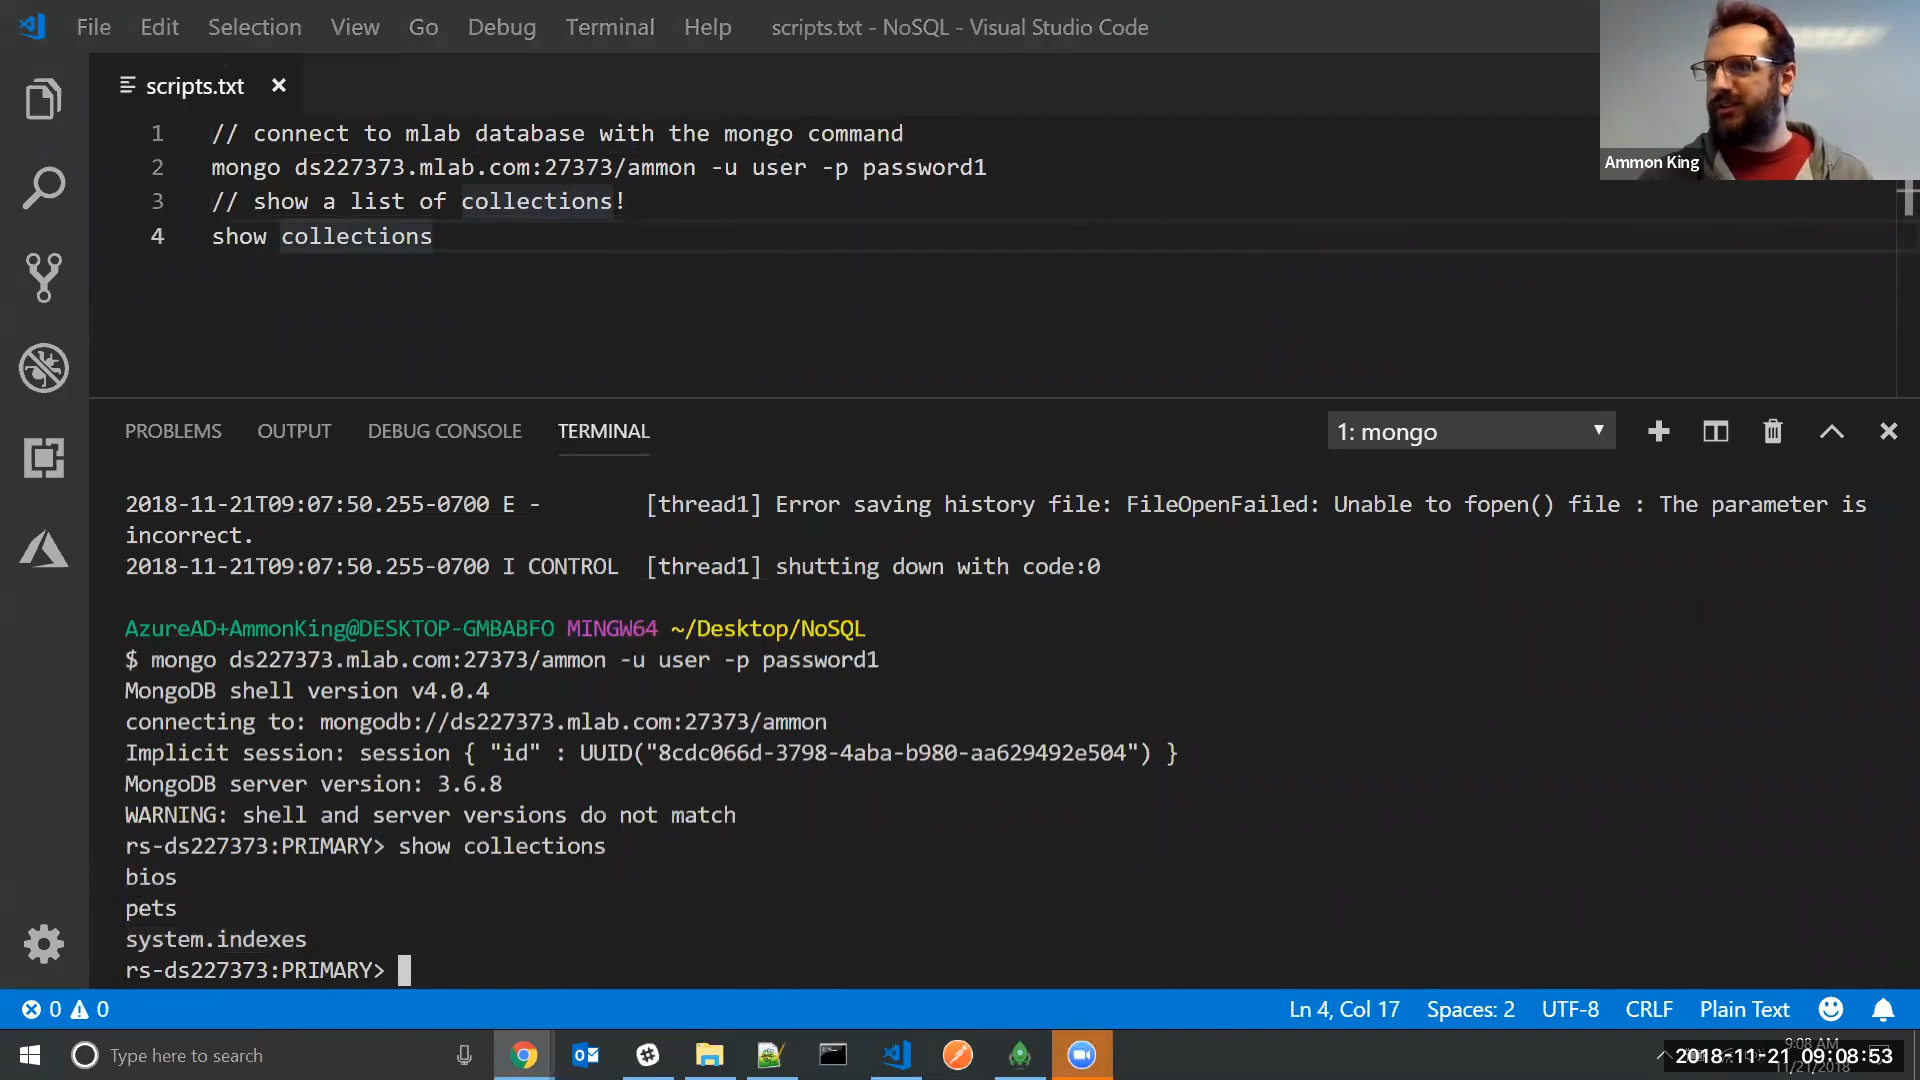 File Edit Selection View Go Debug Terminal Help scripts.txt - NoSQL - Visual Studio Code
scripts.txt
1 // connect to mlab database with the mongo command
2 mongo ds227373.mlab.com:27373/ammon -u user -p password1
3 // show a list of collections!
4 show collections
Ammon King
PROBLEMS OUTPUT DEBUG CONSOLE TERMINAL 1: mongo
2018-11-21T09:07:50.255-0700 E - [thread1] Error saving history file: FileOpenFailed: Unable to fopen() file : The parameter is
incorrect.
2018-11-21T09:07:50.255-0700 I CONTROL [thread1] shutting down with code:0
AzureAD+AmmonKing@DESKTOP-GMBABFO MINGW64 ~/Desktop/NoSQL
$ mongo ds227373.mlab.com:27373/ammon -u user -p password1
MongoDB shell version v4.0.4
connecting to: mongodb://ds227373.mlab.com:27373/ammon
Implicit session: session { "id" : UUID("8cdc066d-3798-4aba-b980-aa629492e504") }
MongoDB server version: 3.6.8
WARNING: shell and server versions do not match
rs-ds227373:PRIMARY> show collections
bios
pets
system.indexes
rs-ds227373:PRIMARY>
0 0 Ln 4, Col 17 Spaces: 2 UTF-8 CRLF Plain Text
Type here to search
9:08 AM
2018-11-21 09:08:53
11/21/2018